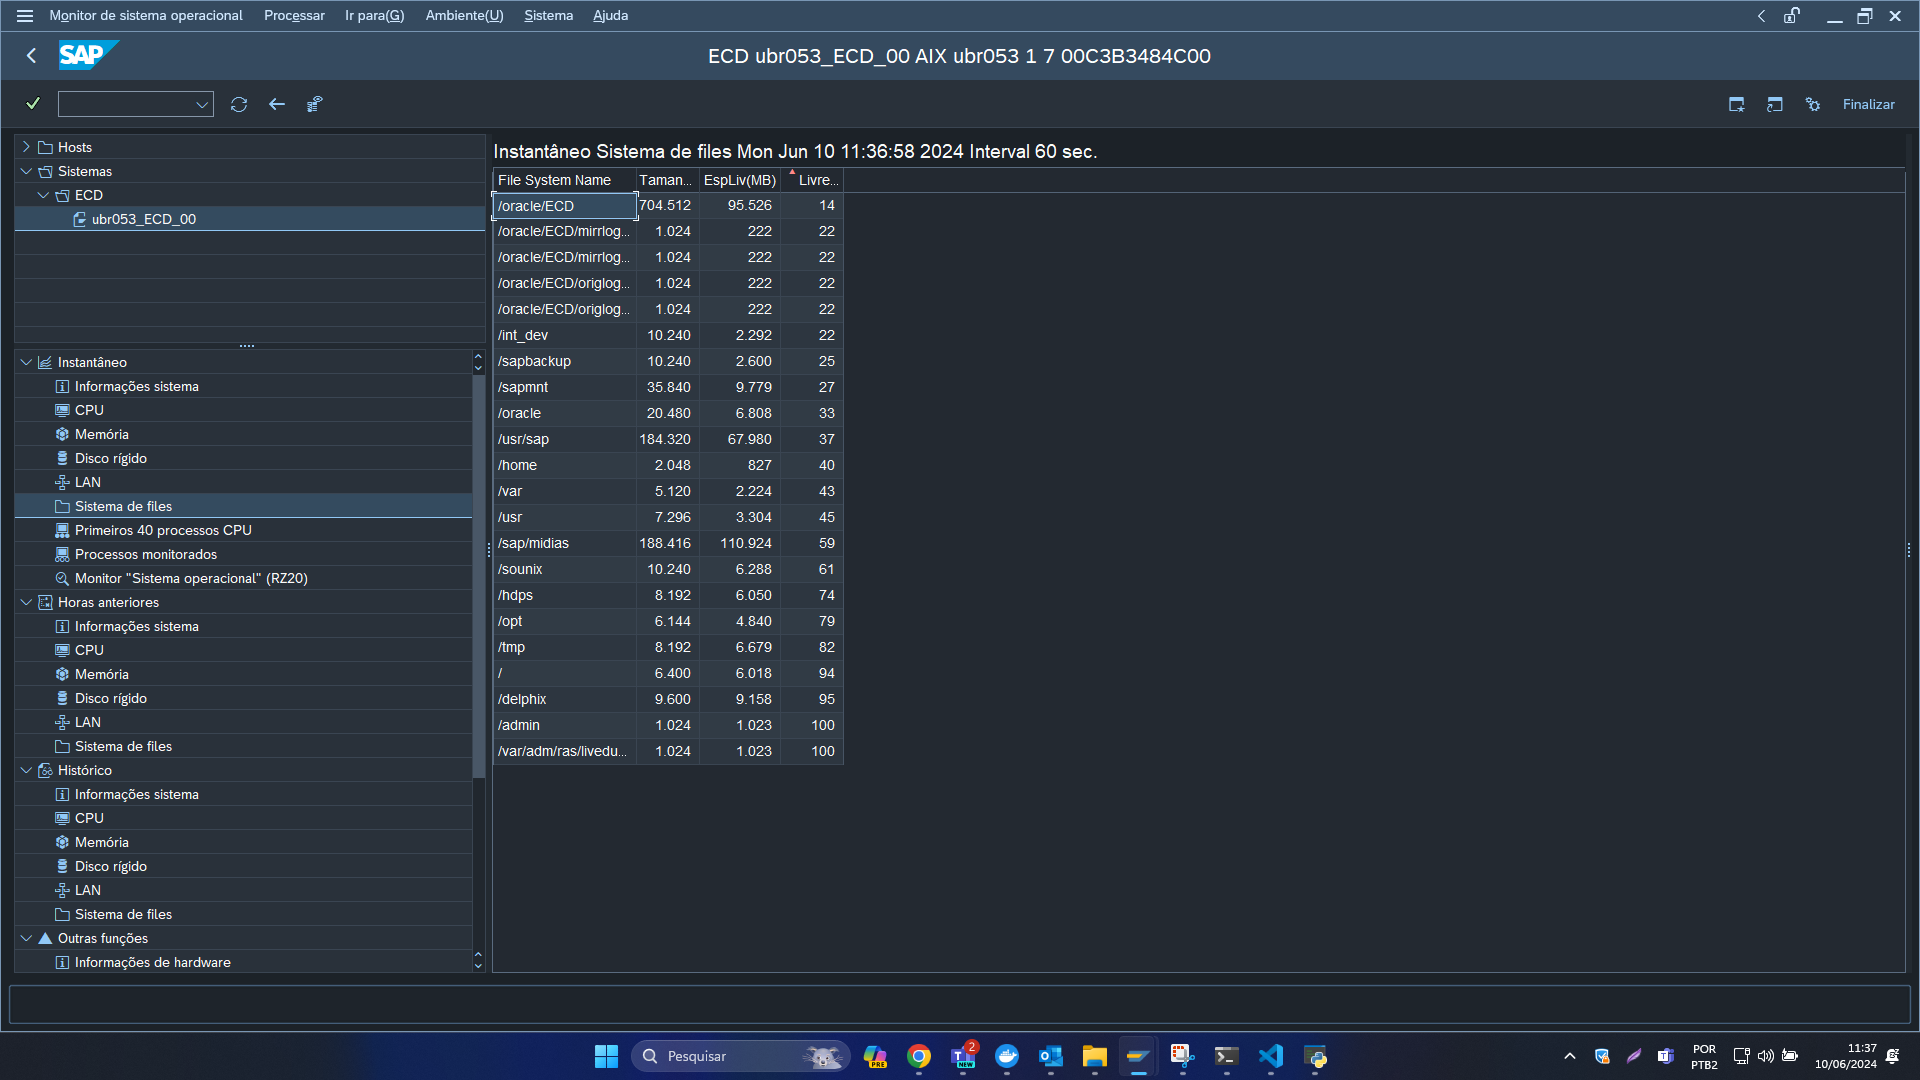 Monitor de sistema operacional Processar Ir para(G) Ambiente(U) Sistema Ajuda
SAP
ECD ubr053_ECD_00 AIX ubr053 1 7 00C3B3484C00
Finalizar
Hosts
Sistemas
ECD
ubr053_ECD_00
Instantâneo
Informações sistema
CPU
Memória
Disco rígido
LAN
Sistema de files
Primeiros 40 processos CPU
Processos monitorados
Monitor "Sistema operacional" (RZ20)
Horas anteriores
Informações sistema
CPU
Memória
Disco rígido
LAN
Sistema de files
Histórico
Informações sistema
CPU
Memória
Disco rígido
LAN
Sistema de files
Outras funções
Informações de hardware
Instantâneo Sistema de files Mon Jun 10 11:36:58 2024 Interval 60 sec.
File System Name Taman... EspLiv(MB) Livre...
/oracle/ECD 704.512 95.526 14
/oracle/ECD/mirrlog... 1.024 222 22
/oracle/ECD/mirrlog... 1.024 222 22
/oracle/ECD/origlog... 1.024 222 22
/oracle/ECD/origlog... 1.024 222 22
/int_dev 10.240 2.292 22
/sapbackup 10.240 2.600 25
/sapmnt 35.840 9.779 27
/oracle 20.480 6.808 33
/usr/sap 184.320 67.980 37
/home 2.048 827 40
/var 5.120 2.224 43
/usr 7.296 3.304 45
/sap/midias 188.416 110.924 59
/sounix 10.240 6.288 61
/hdps 8.192 6.050 74
/opt 6.144 4.840 79
/tmp 8.192 6.679 82
/ 6.400 6.018 94
/delphix 9.600 9.158 95
/admin 1.024 1.023 100
/var/adm/ras/livedu... 1.024 1.023 100
Pesquisar
PRE
2
NEW
POR
PTB2
11:37
10/06/2024